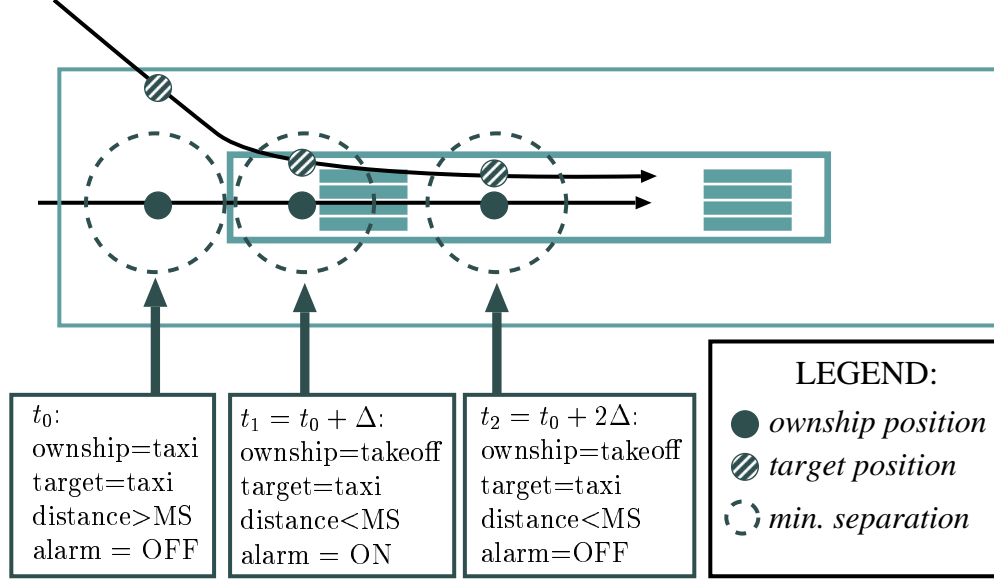 t₀:
ownship=taxi
target=taxi
distance>MS
alarm = OFF
t₁ = t₀ + Δ:
ownship=takeoff
target=taxi
distance<MS
alarm = ON
t₂ = t₀ + 2Δ:
ownship=takeoff
target=taxi
distance<MS
alarm=OFF
LEGEND:
ownship position
target position
min. separation